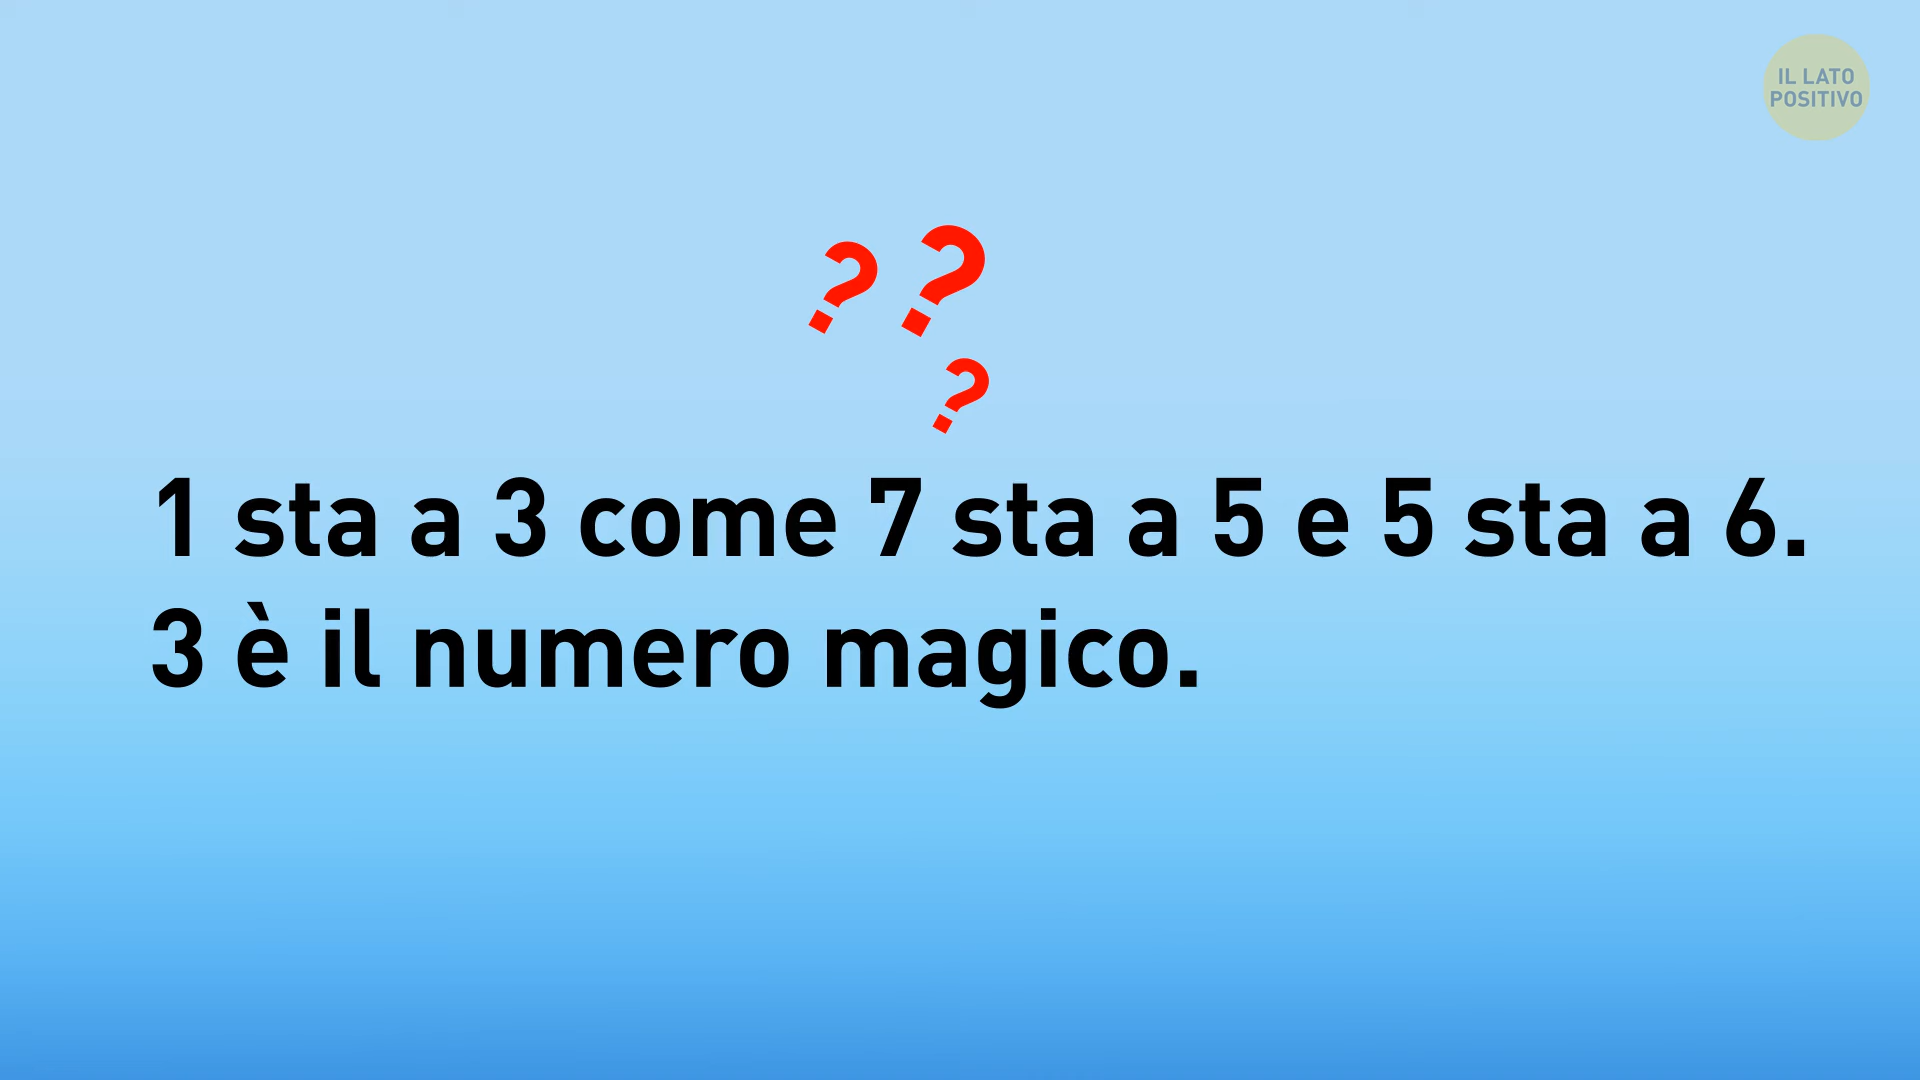 IL LATO
POSITIVO
? ?
?
1 sta a 3 come 7 sta a 5 e 5 sta a 6.
3 è il numero magico.